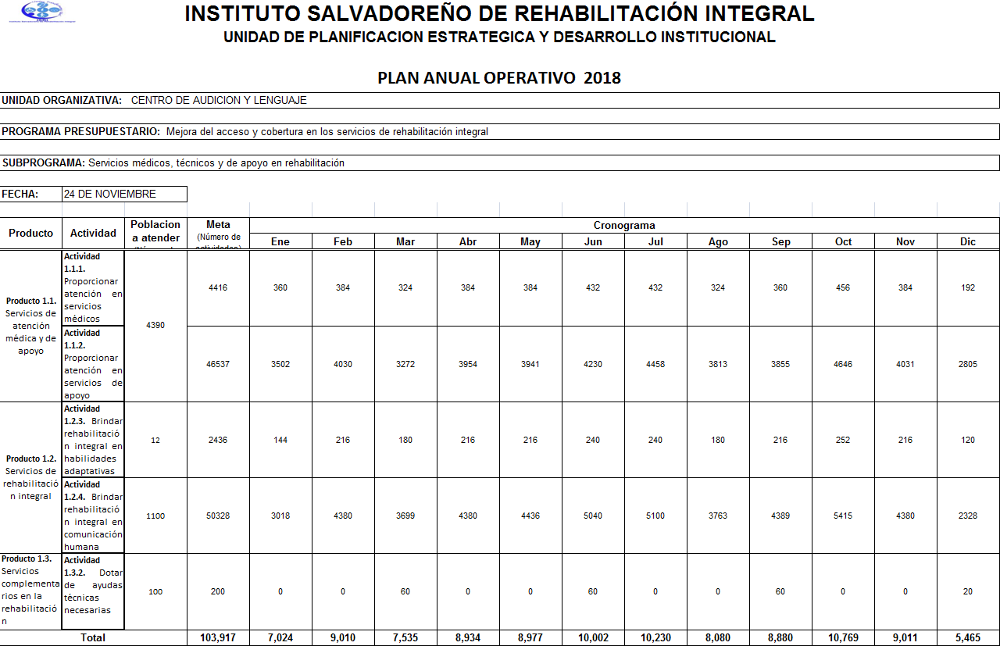 INSTITUTO SALVADOREÑO DE REHABILITACIÓN INTEGRAL
UNIDAD DE PLANIFICACION ESTRATEGICA Y DESARROLLO INSTITUCIONAL
PLAN ANUAL OPERATIVO 2018
UNIDAD ORGANIZATIVA: CENTRO DE AUDICION Y LENGUAJE
PROGRAMA PRESUPUESTARIO: Mejora del acceso y cobertura en los servicios de rehabilitación integral
SUBPROGRAMA: Servicios médicos, técnicos y de apoyo en rehabilitación
FECHA: 24 DE NOVIEMBRE
Producto
Actividad
Poblacion
a atender
Meta
(Número de
actividades)
Cronograma
Ene Feb Mar Abr May Jun Jul Ago Sep Oct Nov Dic
Producto 1.1.
Servicios de
atención
médica y de
apoyo
Actividad
1.1.1.
Proporcionar
atención en
servicios
médicos
4390
4416 360 384 324 384 384 432 432 324 360 456 384 192
Actividad
1.1.2.
Proporcionar
atención en
servicios de
apoyo
46537 3502 4030 3272 3954 3941 4230 4458 3813 3855 4646 4031 2805
Producto 1.2.
Servicios de
rehabilitació
n integral
Actividad
1.2.3. Brindar
rehabilitació
n integral en
habilidades
adaptativas
12 2436 144 216 180 216 216 240 240 180 216 252 216 120
Actividad
1.2.4. Brindar
rehabilitació
n integral en
comunicación
humana
1100 50328 3018 4380 3699 4380 4436 5040 5100 3763 4389 5415 4380 2328
Producto 1.3.
Servicios
complementa
rios en la
rehabilitació
n
Actividad
1.3.2. Dotar
de ayudas
técnicas
necesarias
100 200 0 0 60 0 0 60 0 0 60 0 0 20
Total 103,917 7,024 9,010 7,535 8,934 8,977 10,002 10,230 8,080 8,880 10,769 9,011 5,465